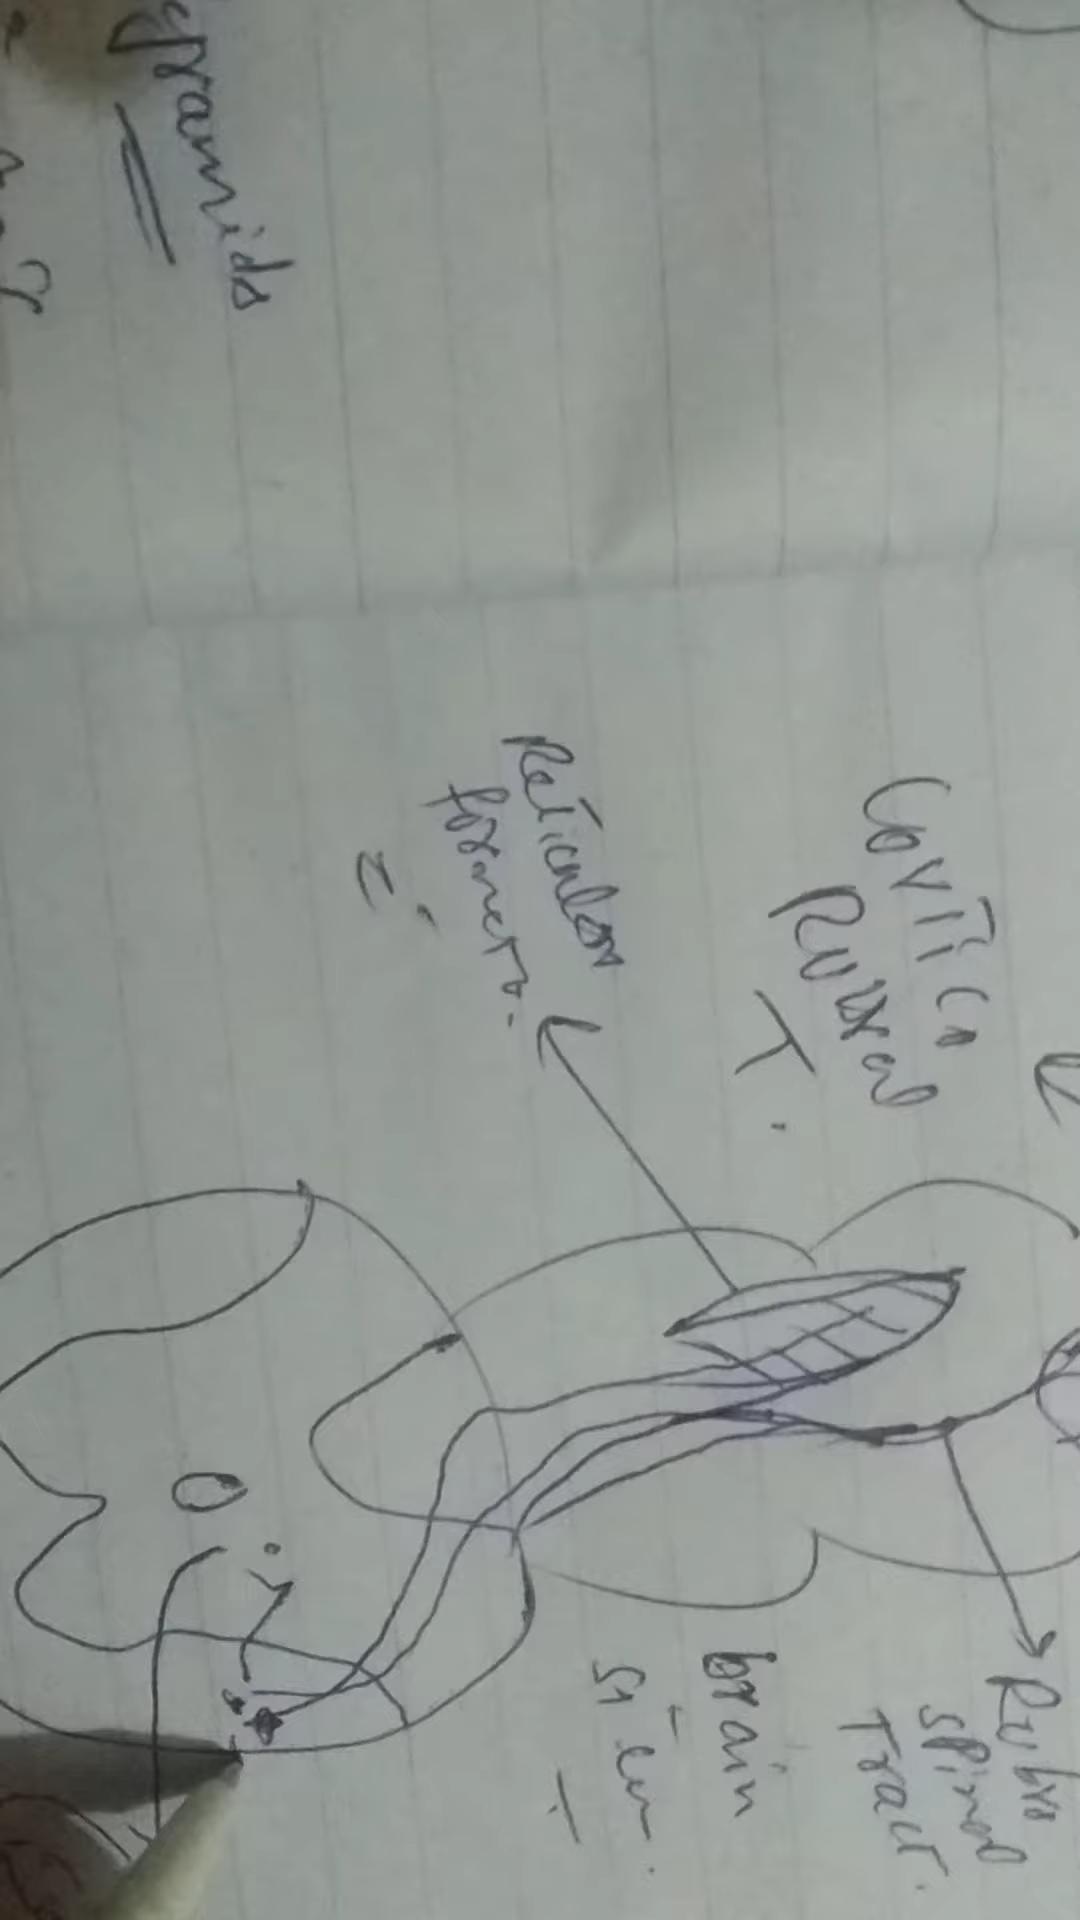 pyramids
Cortico
Rubral
T.
Reticular
formatn.
Rubro
spinal
Tract.
brain
stem.